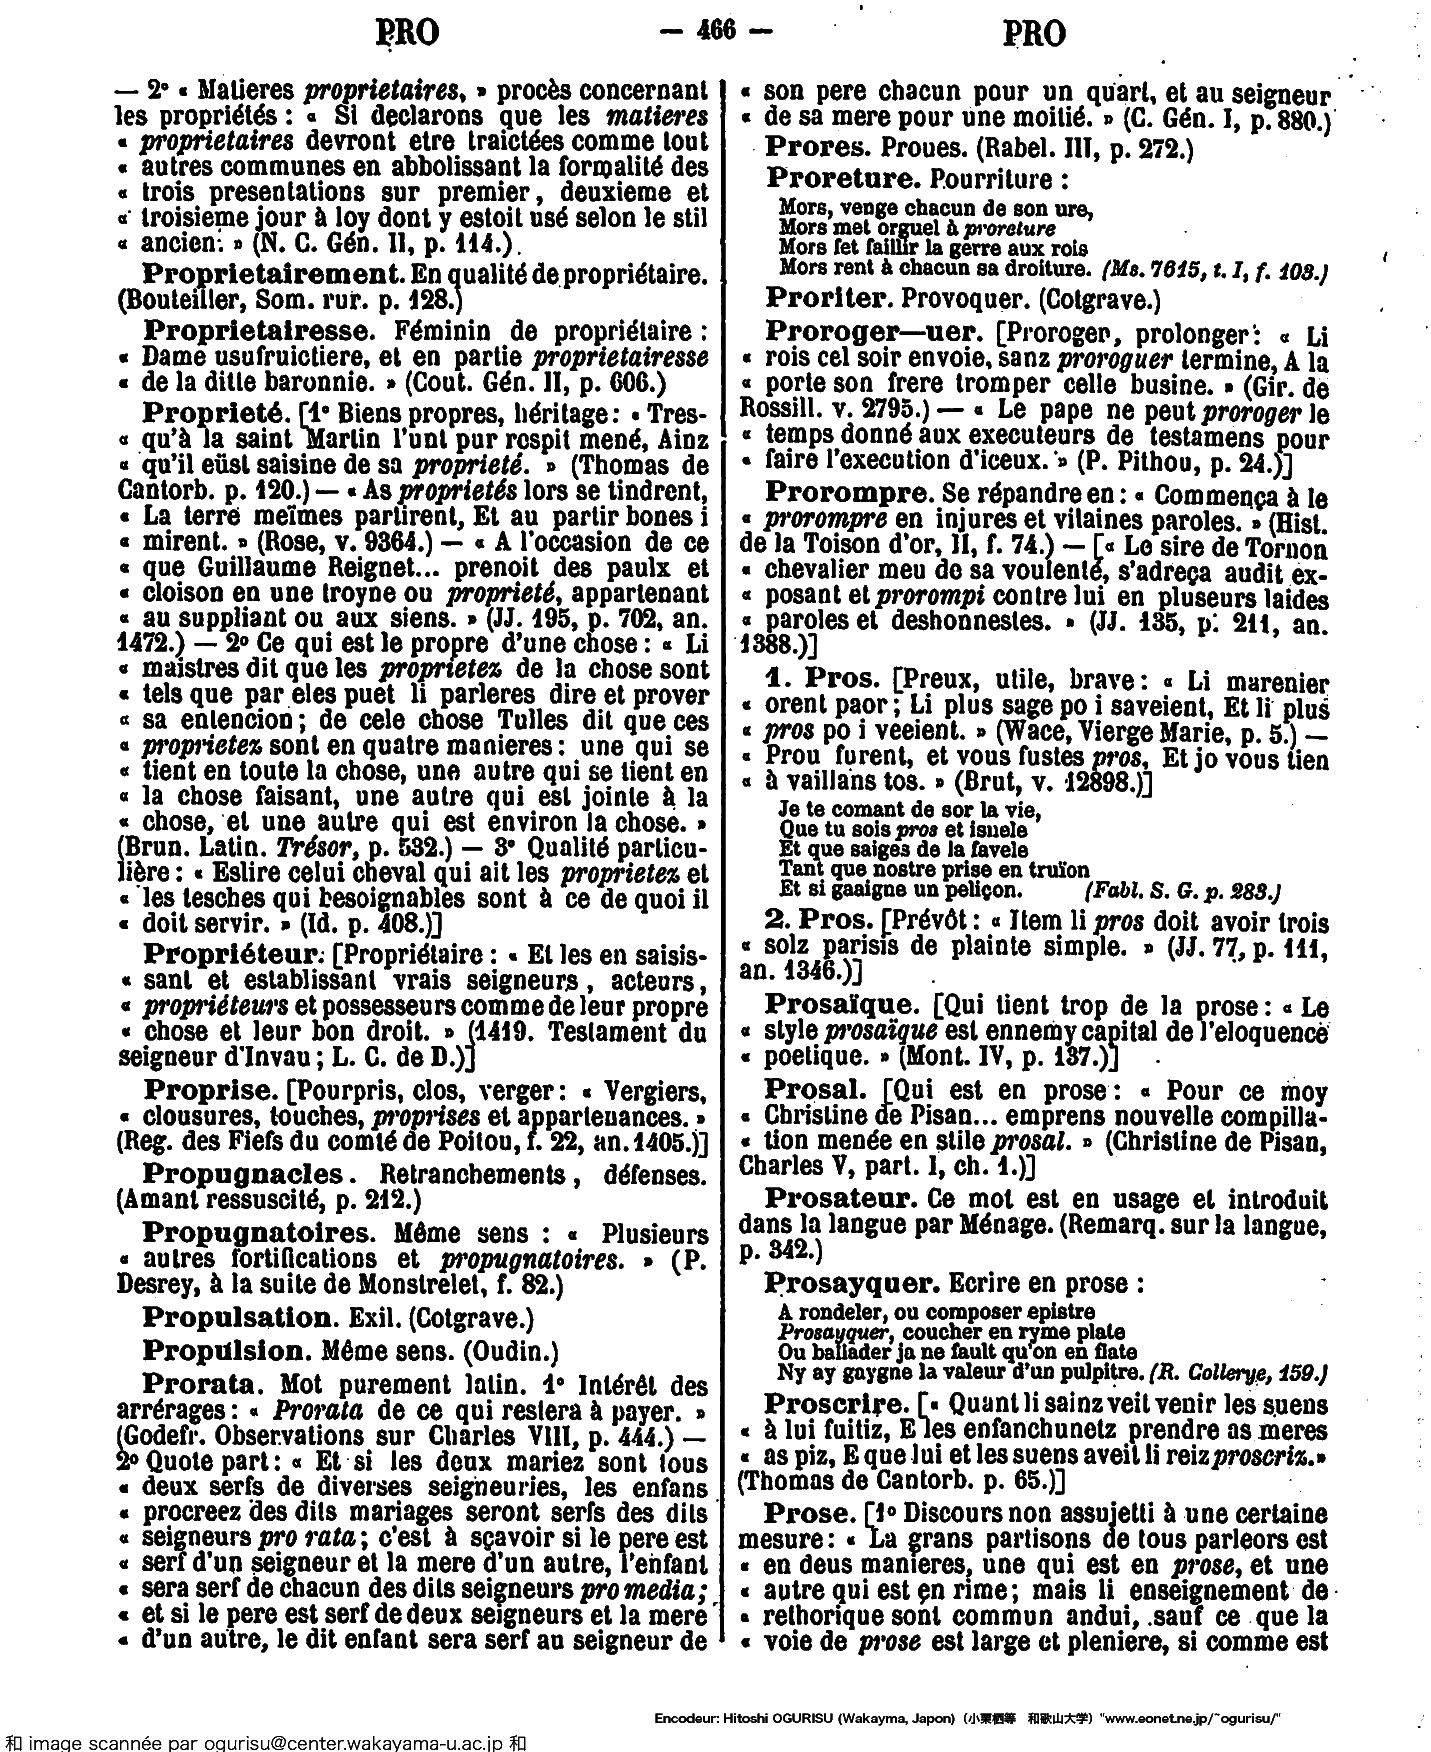 PRO
— 466 —
PRO
— 2° « Matieres proprietaires, » procès concernant
les propriétés : « Si declarons que les matieres
« proprietaires devront etre traictées comme tout
« autres communes en abbolissant la formalité des
« trois presentations sur premier, deuxieme et
« troisieme jour à loy dont y estoit usé selon le stil
« ancien. » (N. C. Gén. II, p. 114.)
Proprietairement. En qualité de propriétaire.
(Bouteiller, Som. rur. p. 128.)
Proprietairesse. Féminin de propriétaire :
« Dame usufruictiere, et en partie proprietairesse
« de la ditte baronnie. » (Cout. Gén. II, p. 606.)
Proprieté. [1° Biens propres, héritage : « Tres-
« qu'à la saint Martin l'unt pur respit mené, Ainz
« qu'il eüst saisine de sa proprieté. » (Thomas de
Cantorb. p. 120.) — « As proprietés lors se tindrent,
« La terre meïmes partirent, Et au partir bones i
« mirent. » (Rose, v. 9364.) — « A l'occasion de ce
« que Guillaume Reignet... prenoit des paulx et
« cloison en une troyne ou proprieté, appartenant
« au suppliant ou aux siens. » (JJ. 195, p. 702, an.
1472.) — 2° Ce qui est le propre d'une chose : « Li
« maistres dit que les proprietez de la chose sont
« tels que par eles puet li parleres dire et prover
« sa entencion ; de cele chose Tulles dit que ces
« proprietez sont en quatre manieres : une qui se
« tient en toute la chose, une autre qui se tient en
« la chose faisant, une autre qui est jointe à la
« chose, et une autre qui est environ la chose. »
(Brun. Latin. Trésor, p. 532.) — 3° Qualité particu-
lière : « Eslire celui cheval qui ait les proprietez et
« les tesches qui besoignables sont à ce de quoi il
« doit servir. » (Id. p. 408.)]
Propriéteur. [Propriétaire : « Et les en saisis-
« sant et establissant vrais seigneurs, acteurs,
« propriéteurs et possesseurs comme de leur propre
« chose et leur bon droit. » (1419. Testament du
seigneur d'Invau ; L. C. de D.)]
Proprise. [Pourpris, clos, verger : « Vergiers,
« clousures, touches, proprises et appartenances. »
(Reg. des Fiefs du comté de Poitou, f. 22, an. 1405.)]
Propugnacles. Retranchements, défenses.
(Amant ressuscité, p. 212.)
Propugnatoires. Même sens : « Plusieurs
« autres fortifications et propugnatoires. » (P.
Desrey, à la suite de Monstrelet, f. 82.)
Propulsation. Exil. (Cotgrave.)
Propulsion. Même sens. (Oudin.)
Prorata. Mot purement latin. 1° Intérêt des
arrérages : « Prorata de ce qui restera à payer. »
(Godefr. Observations sur Charles VIII, p. 444.) —
2° Quote part : « Et si les deux mariez sont tous
« deux serfs de diverses seigneuries, les enfans
« procreez des dits mariages seront serfs des dits
« seigneurs pro rata ; c'est à sçavoir si le pere est
« serf d'un seigneur et la mere d'un autre, l'enfant
« sera serf de chacun des dits seigneurs pro media ;
« et si le pere est serf de deux seigneurs et la mere
« d'un autre, le dit enfant sera serf au seigneur de
« son pere chacun pour un quart, et au seigneur
« de sa mere pour une moitié. » (C. Gén. I, p. 880.)
Prores. Proues. (Rabel. III, p. 272.)
Proreture. Pourriture :
Mors, venge chacun de son ure,
Mors met orguel à proreture
Mors fet faillir la gerre aux rois
Mors rent à chacun sa droiture. (Ms. 7615, t. I, f. 103.)
Proriter. Provoquer. (Cotgrave.)
Proroger—uer. [Proroger, prolonger : « Li
« rois cel soir envoie, sanz proroguer termine, A la
« porte son frere tromper celle busine. » (Gir. de
Rossill. v. 2795.) — « Le pape ne peut proroger le
« temps donné aux executeurs de testamens pour
« faire l'execution d'iceux. » (P. Pithou, p. 24.)]
Prorompre. Se répandre en : « Commença à le
« prorompre en injures et vilaines paroles. » (Hist.
de la Toison d'or, II, f. 74.) — [« Le sire de Tornon
« chevalier meu de sa voulenté, s'adreça audit ex-
« posant et prorompi contre lui en pluseurs laides
« paroles et deshonnestes. » (JJ. 135, p. 211, an.
1388.)]
1. Pros. [Preux, utile, brave : « Li marenier
« orent paor ; Li plus sage po i saveient, Et li plus
« pros po i veeient. » (Wace, Vierge Marie, p. 5.) —
« Prou furent, et vous fustes pros, Et jo vous tien
« à vaillans tos. » (Brut, v. 12898.)]
Je te comant de sor la vie,
Que tu sois pros et isnele
Et que saiges de la favele
Tant que nostre prise en truïon
Et si gaaigne un peliçon. (Fabl. S. G. p. 283.)
2. Pros. [Prévôt : « Item li pros doit avoir trois
« solz parisis de plainte simple. » (JJ. 77, p. 111,
an. 1346.)]
Prosaïque. [Qui tient trop de la prose : « Le
« style prosaïque est ennemy capital de l'eloquence
« poetique. » (Mont. IV, p. 137.)]
Prosal. [Qui est en prose : « Pour ce moy
« Christine de Pisan... emprens nouvelle compilla-
« tion menée en stile prosal. » (Christine de Pisan,
Charles V, part. I, ch. 1.)]
Prosateur. Ce mot est en usage et introduit
dans la langue par Ménage. (Remarq. sur la langue,
p. 342.)
Prosayquer. Ecrire en prose :
A rondeler, ou composer epistre
Prosayquer, coucher en ryme plate
Ou ballader ja ne fault qu'on en flate
Ny ay gaygne la valeur d'un pulpitre. (R. Collerye, 159.)
Proscrire. [« Quant li sainz veit venir les suens
« à lui fuitiz, E les enfanchunetz prendre as meres
« as piz, E que lui et les suens aveit li reiz proscriz. »
(Thomas de Cantorb. p. 65.)]
Prose. [1° Discours non assujetti à une certaine
mesure : « La grans partisons de tous parleors est
« en deus manieres, une qui est en prose, et une
« autre qui est en rime ; mais li enseignement de
« rethorique sont commun andui, sauf ce que la
« voie de prose est large et pleniere, si comme est
Encodeur: Hitoshi OGURISU (Wakayma, Japon)（小栗栖等　和歌山大学）"www.eonet.ne.jp/~ogurisu/"
和 image scannée par ogurisu@center.wakayama-u.ac.jp 和